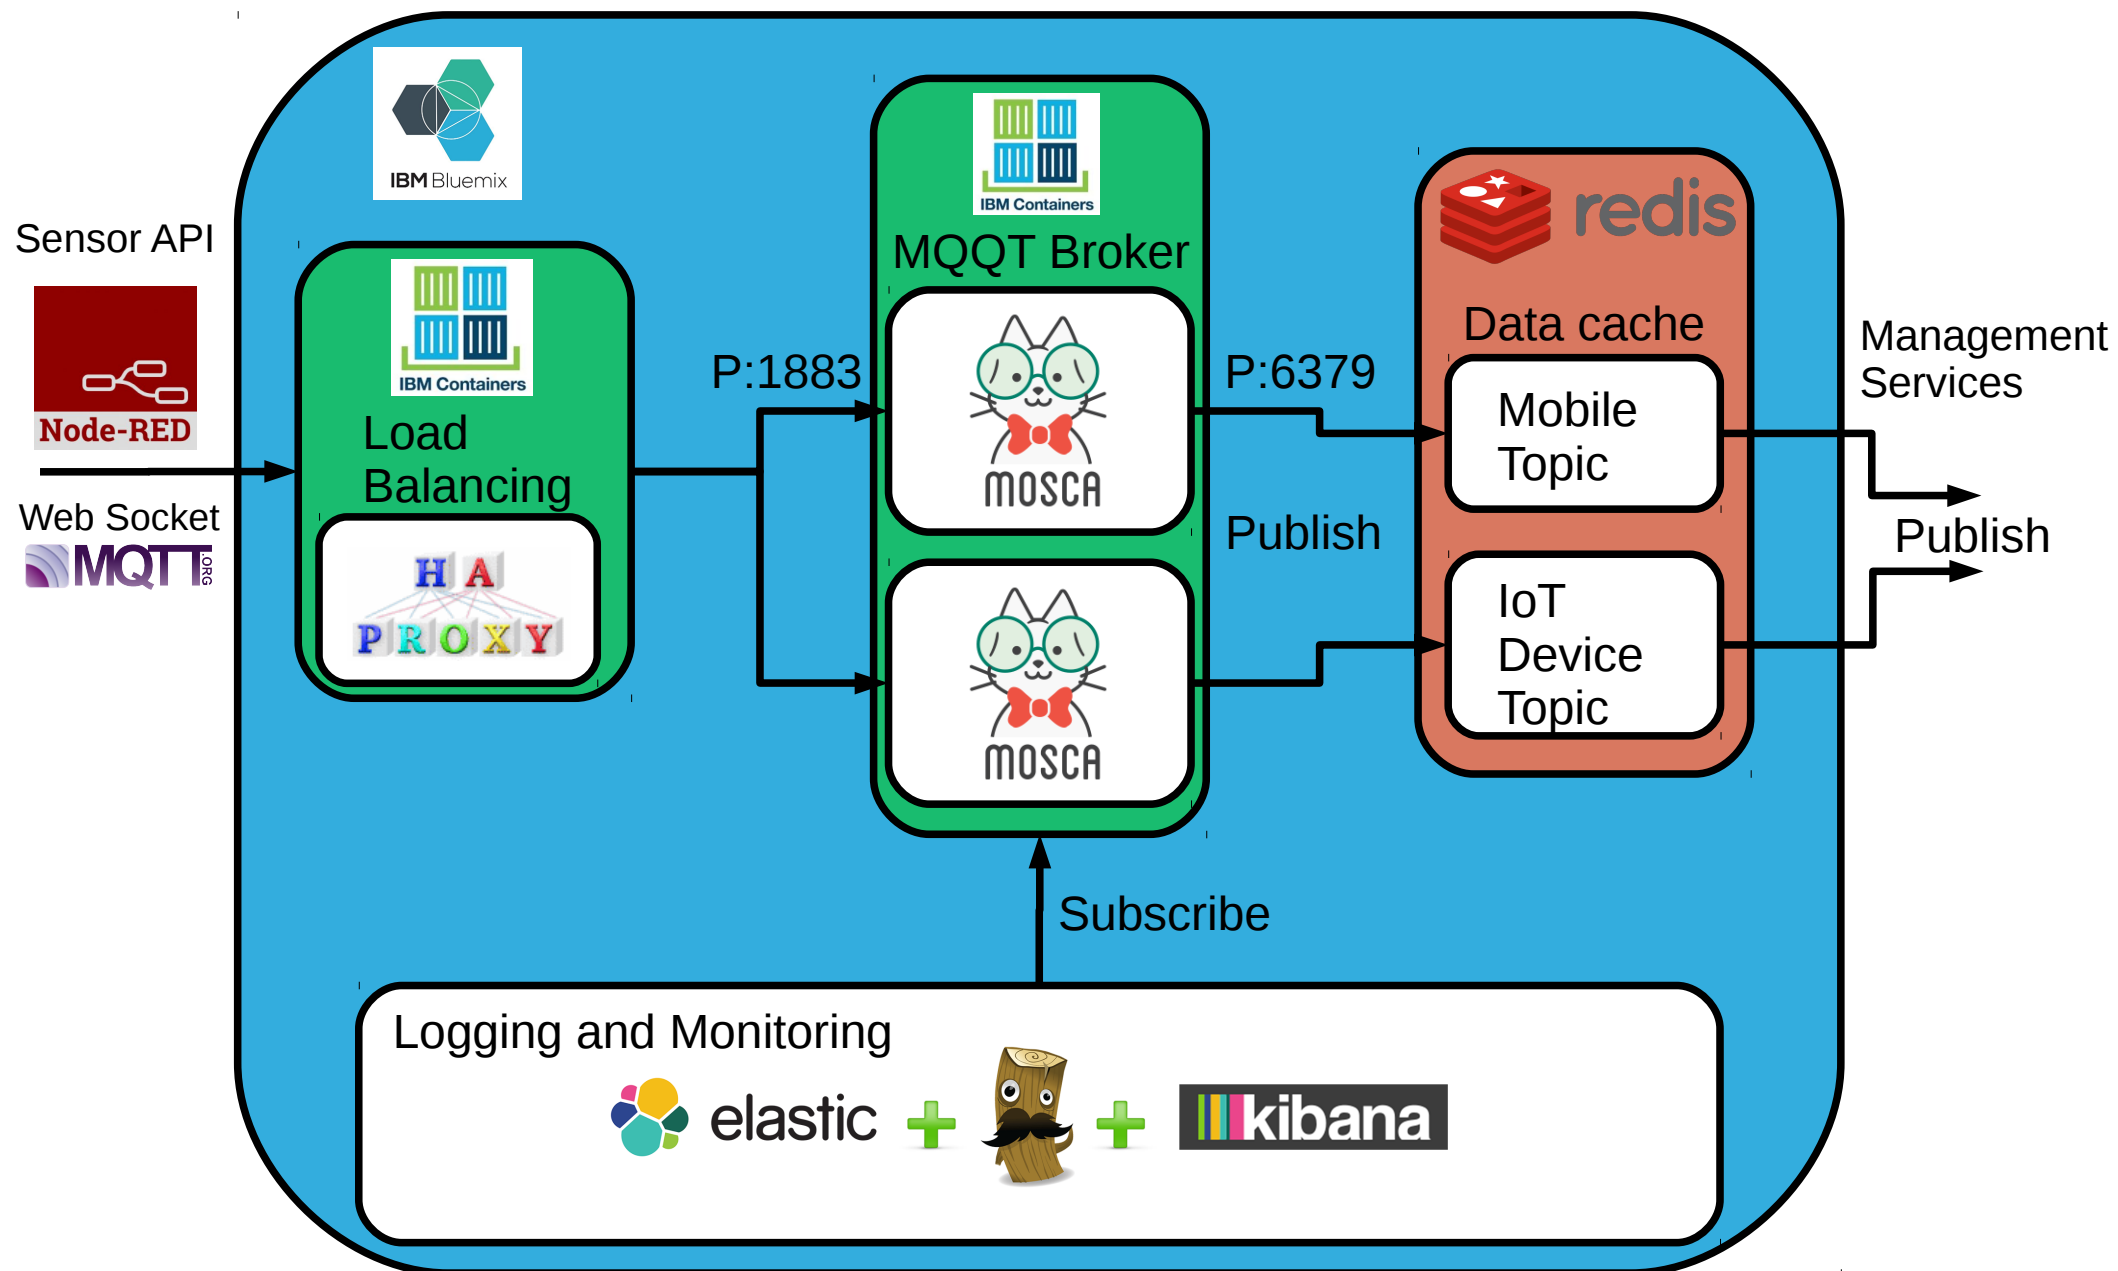 IBM Bluemix
Sensor API
Node-RED
Web Socket
MQTT
.ORG
IBM Containers
Load
Balancing
HA
PROXY
P:1883
IBM Containers
MQQT Broker
MOSCA
MOSCA
P:6379
Publish
redis
Data cache
Mobile
Topic
IoT
Device
Topic
Management
Services
Publish
Subscribe
Logging and Monitoring
elastic
kibana